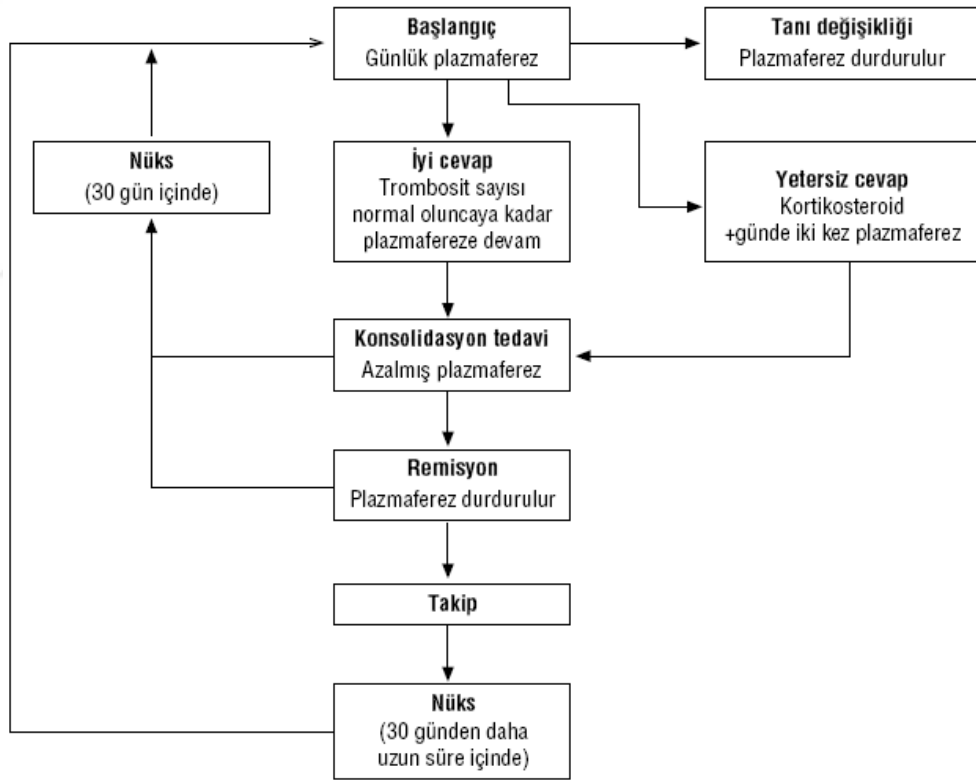 Başlangıç
Günlük plazmaferez
Tanı değişikliği
Plazmaferez durdurulur
Nüks
(30 gün içinde)
İyi cevap
Trombosit sayısı
normal oluncaya kadar
plazmafereze devam
Yetersiz cevap
Kortikosteroid
+günde iki kez plazmaferez
Konsolidasyon tedavi
Azalmış plazmaferez
Remisyon
Plazmaferez durdurulur
Takip
Nüks
(30 günden daha
uzun süre içinde)